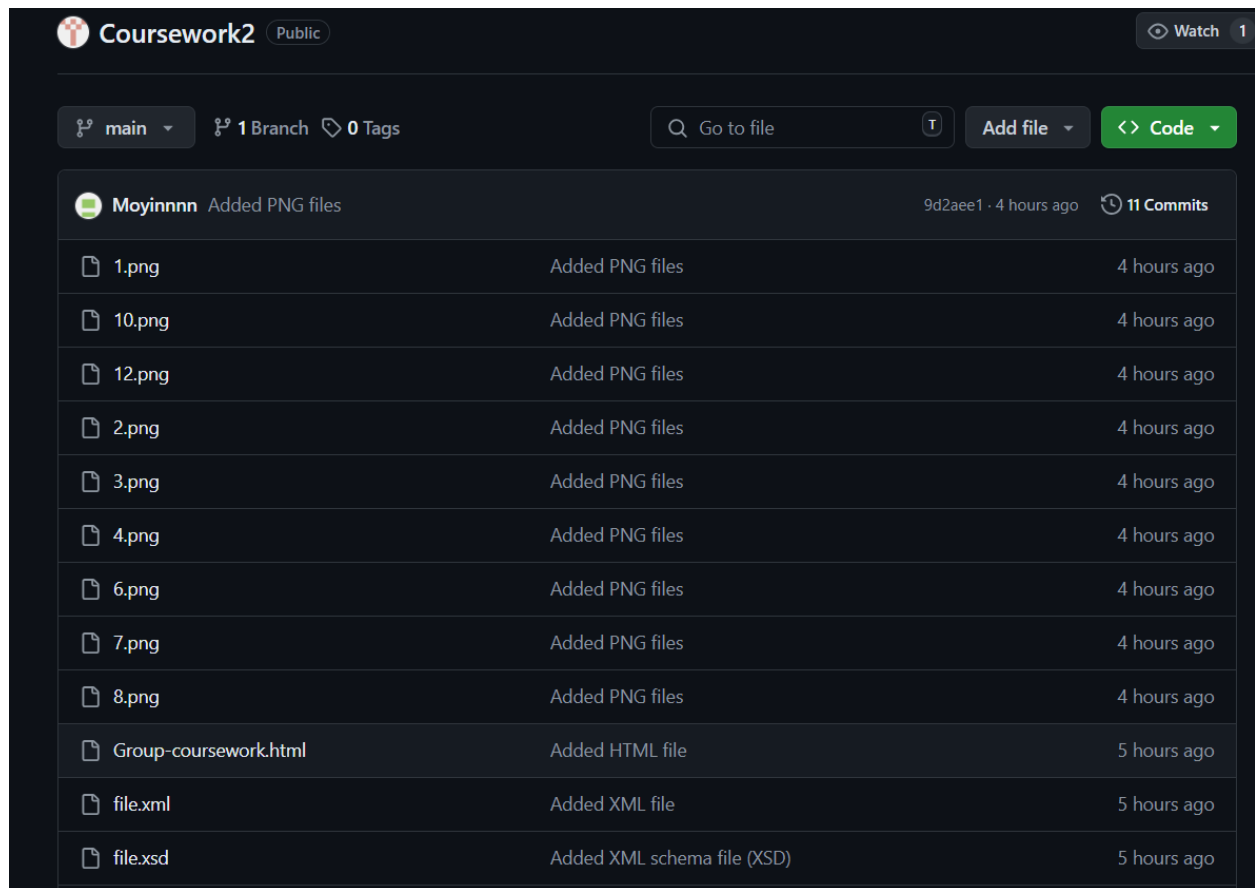 Coursework2 Public Watch 1
main 1 Branch 0 Tags Go to file T Add file Code
Moyinnnn Added PNG files 9d2aee1 · 4 hours ago 11 Commits
1.png Added PNG files 4 hours ago
10.png Added PNG files 4 hours ago
12.png Added PNG files 4 hours ago
2.png Added PNG files 4 hours ago
3.png Added PNG files 4 hours ago
4.png Added PNG files 4 hours ago
6.png Added PNG files 4 hours ago
7.png Added PNG files 4 hours ago
8.png Added PNG files 4 hours ago
Group-coursework.html Added HTML file 5 hours ago
file.xml Added XML file 5 hours ago
file.xsd Added XML schema file (XSD) 5 hours ago